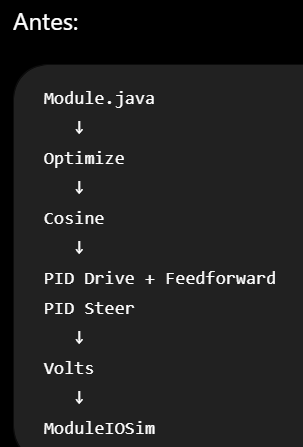 Antes:
Module.java
↓
Optimize
↓
Cosine
↓
PID Drive + Feedforward
PID Steer
↓
Volts
↓
ModuleIOSim